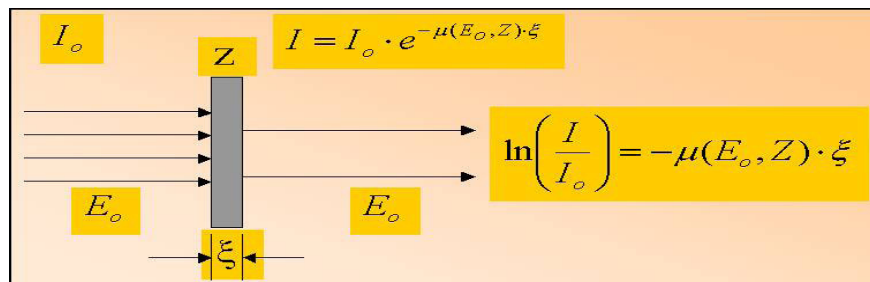 I_o
I = I_o · e^{-μ(E_O, Z)·ξ}
Z
ln(I/I_o) = -μ(E_o, Z) · ξ
E_o
E_o
ξ